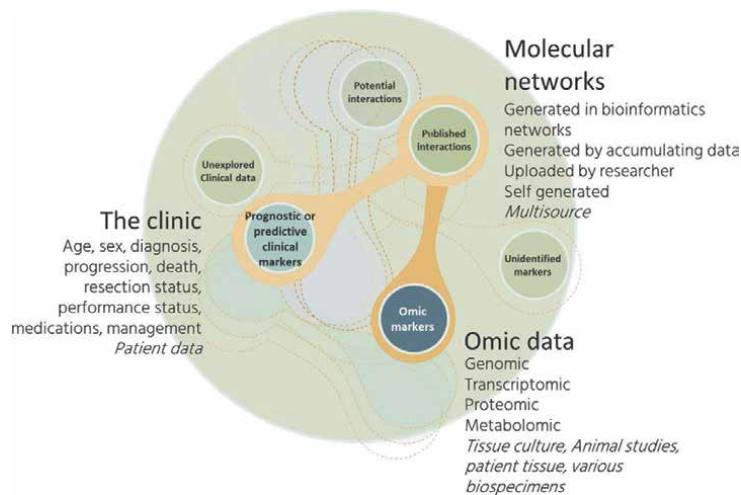 Molecular
networks
Generated in bioinformatics
networks
Generated by accumulating data
Uploaded by researcher
Self generated
Multisource
Potential
interactions
Published
interactions
Unexplored
Clinical data
The clinic
Age, sex, diagnosis,
progression, death,
resection status,
performance status,
medications, management
Patient data
Prognostic or
predictive
clinical
markers
Unidentified
markers
Omic
markers
Omic data
Genomic
Transcriptomic
Proteomic
Metabolomic
Tissue culture, Animal studies,
patient tissue, various
biospecimens